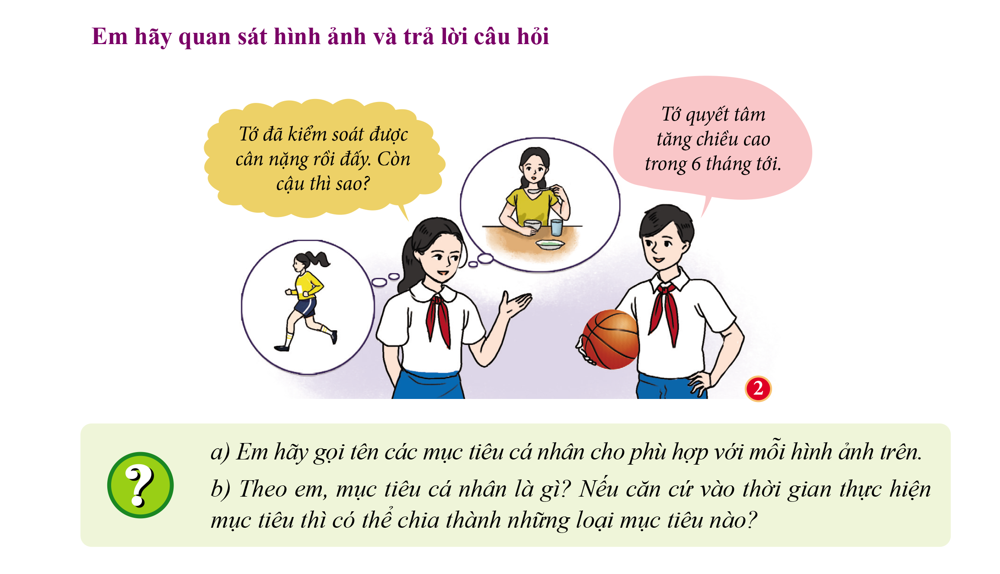 Em hãy quan sát hình ảnh và trả lời câu hỏi
Tớ đã kiểm soát được
cân nặng rồi đấy. Còn
cậu thì sao?
Tớ quyết tâm
tăng chiều cao
trong 6 tháng tới.
2
?
a) Em hãy gọi tên các mục tiêu cá nhân cho phù hợp với mỗi hình ảnh trên.
b) Theo em, mục tiêu cá nhân là gì? Nếu căn cứ vào thời gian thực hiện
mục tiêu thì có thể chia thành những loại mục tiêu nào?